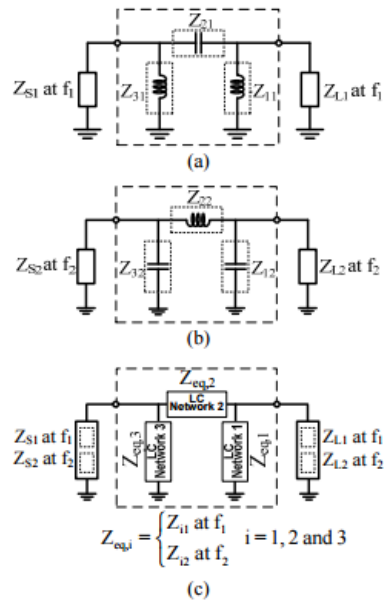 Z21
ZS1 at f1
Z31
Z11
ZL1 at f1
(a)
Z22
ZS2 at f2
Z32
Z12
ZL2 at f2
(b)
Zeq,2
LC
Network 2
ZS1 at f1
ZS2 at f2
Zeq,3
LC
Network 3
LC
Network 1
Zeq,1
ZL1 at f1
ZL2 at f2
Zeq,i = { Zi1 at f1
Zi2 at f2
i = 1, 2 and 3
(c)